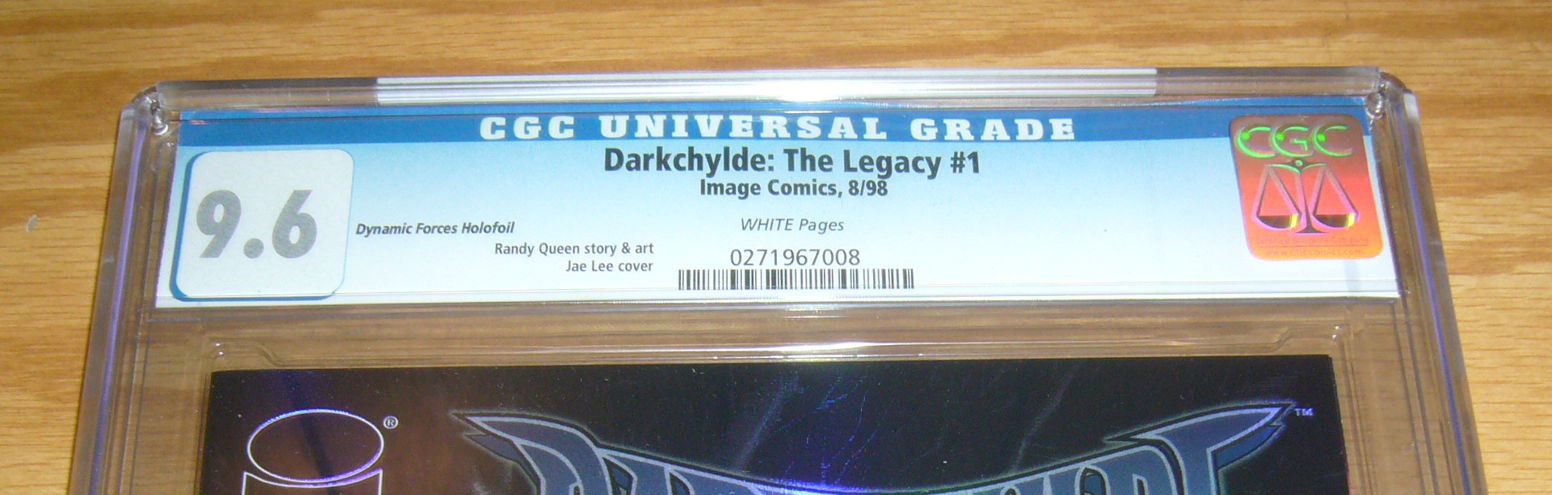 CGC UNIVERSAL GRADE
Darkchylde: The Legacy #1
Image Comics, 8/98
9.6
Dynamic Forces Holofoil
WHITE Pages
Randy Queen story & art
Jae Lee cover
0271967008
CGC
i ®
TM